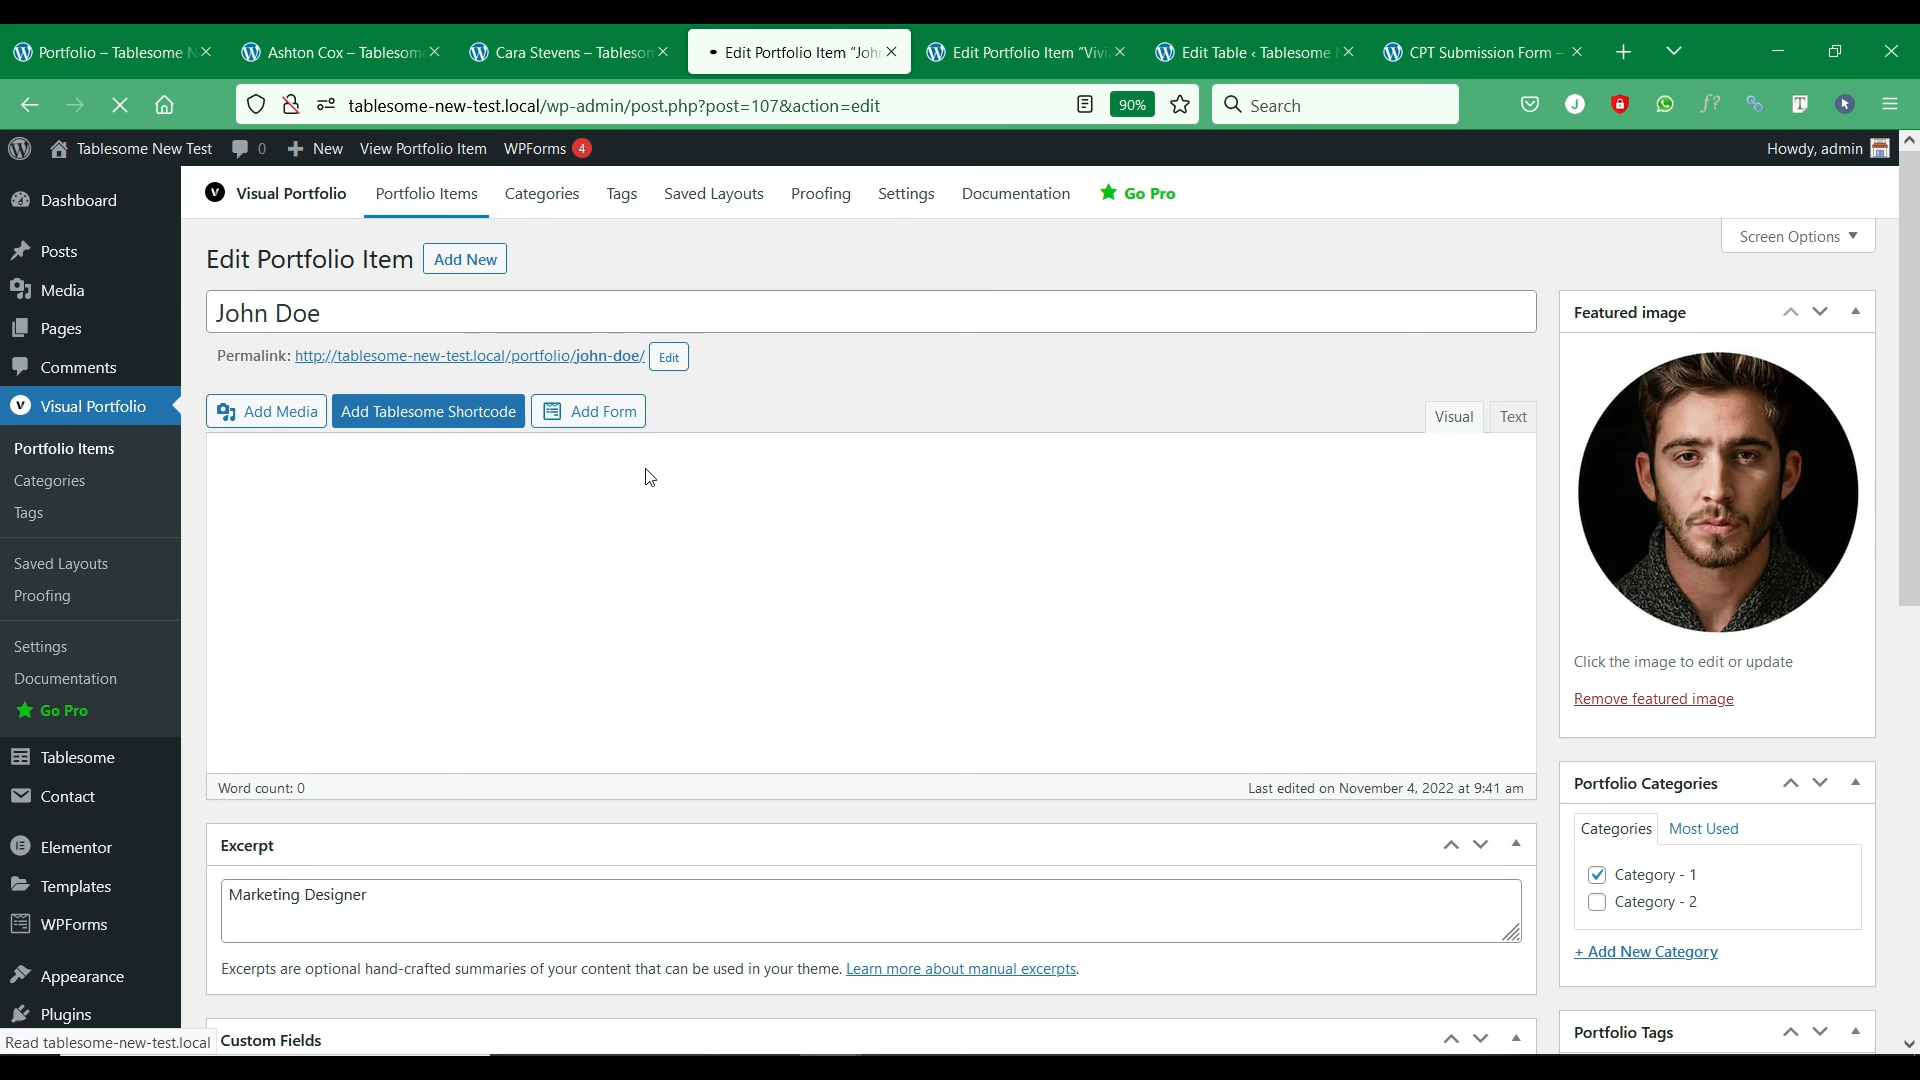 Portfolio – Tablesome N
Ashton Cox – Tablesom
Cara Stevens – Tableson
Edit Portfolio Item “Joh
Edit Portfolio Item “Vivi
Edit Table ‹ Tablesome
CPT Submission Form –
tablesome-new-test.local/wp-admin/post.php?post=107&action=edit
90%
Search
Tablesome New Test
0
New
View Portfolio Item
WPForms 4
Howdy, admin
Visual Portfolio
Portfolio Items
Categories
Tags
Saved Layouts
Proofing
Settings
Documentation
Go Pro
Screen Options
Dashboard
Posts
Media
Pages
Comments
Visual Portfolio
Portfolio Items
Categories
Tags
Saved Layouts
Proofing
Settings
Documentation
Go Pro
Tablesome
Contact
Elementor
Templates
WPForms
Appearance
Plugins
Read tablesome-new-test.local
Edit Portfolio Item
Add New
John Doe
Permalink: http://tablesome-new-test.local/portfolio/john-doe/ Edit
Add Media
Add Tablesome Shortcode
Add Form
Visual
Text
Word count: 0
Last edited on November 4, 2022 at 9:41 am
Excerpt
Marketing Designer
Excerpts are optional hand-crafted summaries of your content that can be used in your theme. Learn more about manual excerpts.
Custom Fields
Featured image
Click the image to edit or update
Remove featured image
Portfolio Categories
Categories
Most Used
Category - 1
Category - 2
+ Add New Category
Portfolio Tags